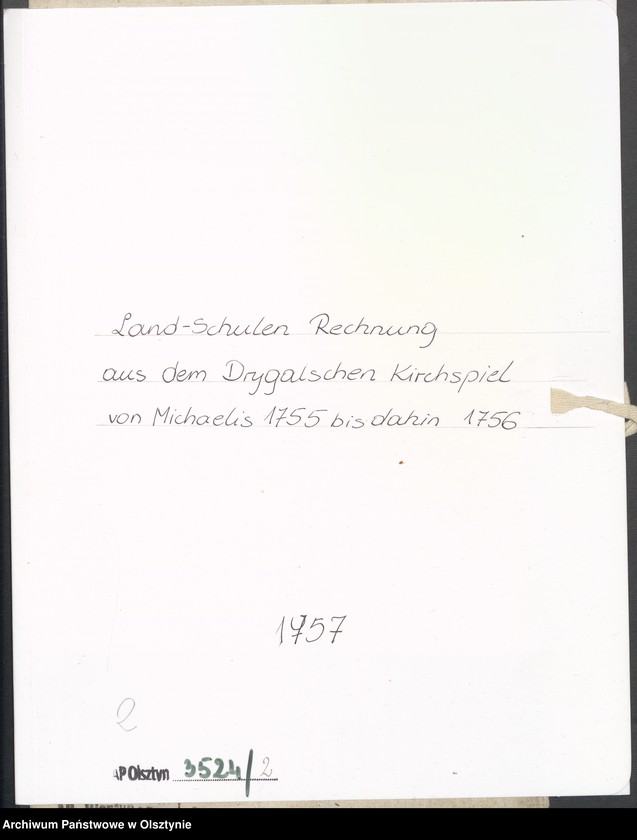 Land-Schulen Rechnung
aus dem Drygalschen Kirchspiel
von Michaelis 1755 bis dahin 1756
1757
2
AP Olsztyn 3524/2
Archiwum Państwowe w Olsztynie